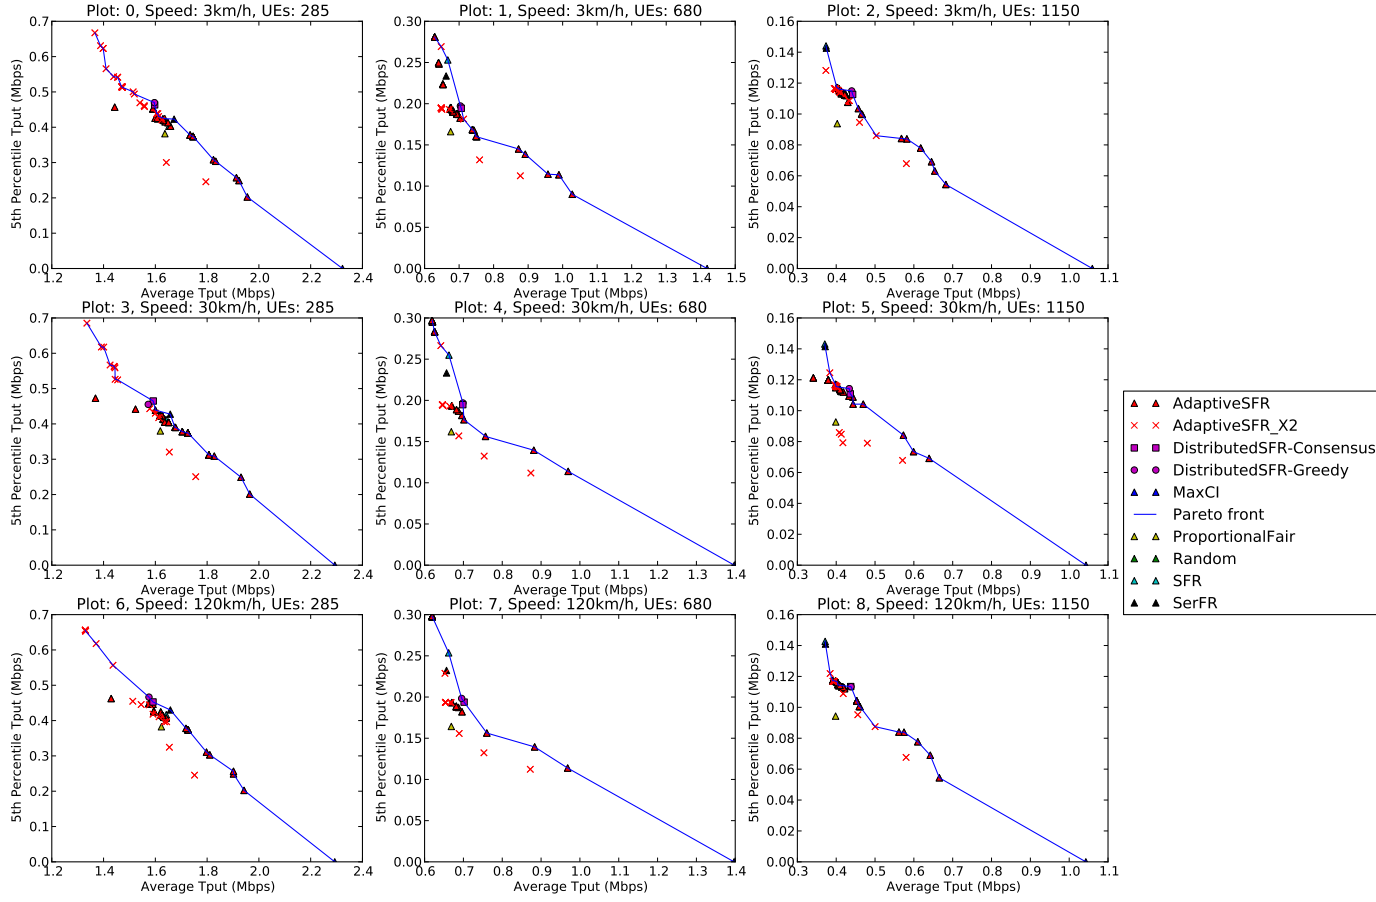 Plot: 0, Speed: 3km/h, UEs: 285
5th Percentile Tput (Mbps)
0.7
0.6
0.5
0.4
0.3
0.2
0.1
0.0
1.2 1.4 1.6 1.8 2.0 2.2 2.4
Average Tput (Mbps)
Plot: 1, Speed: 3km/h, UEs: 680
5th Percentile Tput (Mbps)
0.30
0.25
0.20
0.15
0.10
0.05
0.00
0.6 0.7 0.8 0.9 1.0 1.1 1.2 1.3 1.4 1.5
Average Tput (Mbps)
Plot: 2, Speed: 3km/h, UEs: 1150
5th Percentile Tput (Mbps)
0.16
0.14
0.12
0.10
0.08
0.06
0.04
0.02
0.00
0.3 0.4 0.5 0.6 0.7 0.8 0.9 1.0 1.1
Average Tput (Mbps)
Plot: 3, Speed: 30km/h, UEs: 285
5th Percentile Tput (Mbps)
0.7
0.6
0.5
0.4
0.3
0.2
0.1
0.0
1.2 1.4 1.6 1.8 2.0 2.2 2.4
Average Tput (Mbps)
Plot: 4, Speed: 30km/h, UEs: 680
5th Percentile Tput (Mbps)
0.30
0.25
0.20
0.15
0.10
0.05
0.00
0.6 0.7 0.8 0.9 1.0 1.1 1.2 1.3 1.4
Average Tput (Mbps)
Plot: 5, Speed: 30km/h, UEs: 1150
5th Percentile Tput (Mbps)
0.16
0.14
0.12
0.10
0.08
0.06
0.04
0.02
0.00
0.3 0.4 0.5 0.6 0.7 0.8 0.9 1.0 1.1
Average Tput (Mbps)
Plot: 6, Speed: 120km/h, UEs: 285
5th Percentile Tput (Mbps)
0.7
0.6
0.5
0.4
0.3
0.2
0.1
0.0
1.2 1.4 1.6 1.8 2.0 2.2 2.4
Average Tput (Mbps)
Plot: 7, Speed: 120km/h, UEs: 680
5th Percentile Tput (Mbps)
0.30
0.25
0.20
0.15
0.10
0.05
0.00
0.6 0.7 0.8 0.9 1.0 1.1 1.2 1.3 1.4
Average Tput (Mbps)
Plot: 8, Speed: 120km/h, UEs: 1150
5th Percentile Tput (Mbps)
0.16
0.14
0.12
0.10
0.08
0.06
0.04
0.02
0.00
0.3 0.4 0.5 0.6 0.7 0.8 0.9 1.0 1.1
Average Tput (Mbps)
AdaptiveSFR
AdaptiveSFR_X2
DistributedSFR-Consensus
DistributedSFR-Greedy
MaxCI
Pareto front
ProportionalFair
Random
SFR
SerFR